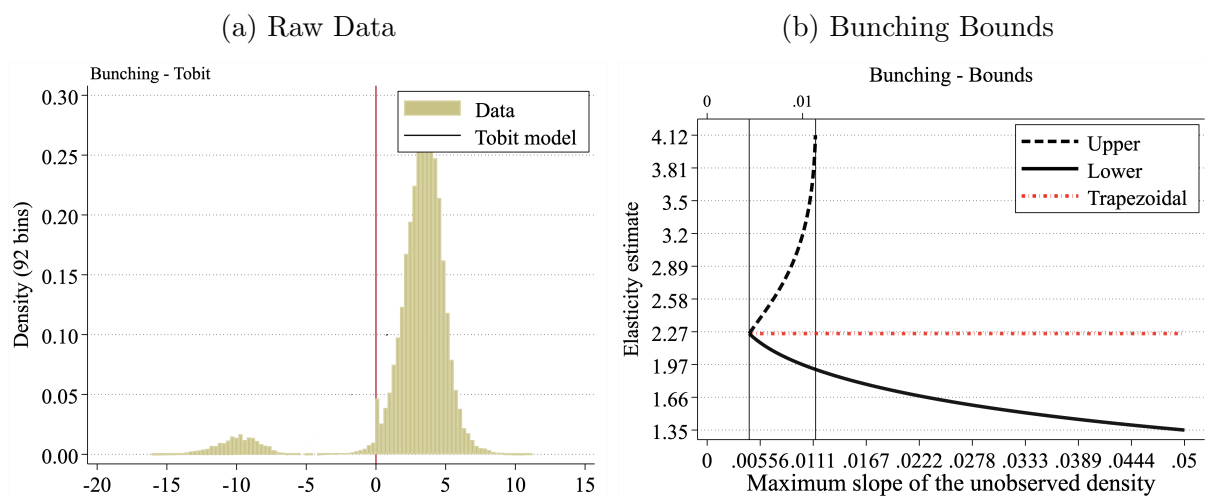 (a) Raw Data
Bunching - Tobit
Density (92 bins)
0.30
0.25
0.20
0.15
0.10
0.05
0.00
Data
Tobit model
-20 -15 -10 -5 0 5 10 15
(b) Bunching Bounds
Bunching - Bounds
0 .01
Elasticity estimate
4.12
3.81
3.5
3.2
2.89
2.58
2.27
1.97
1.66
1.35
Upper
Lower
Trapezoidal
0 .00556 .0111 .0167 .0222 .0278 .0333 .0389 .0444 .05
Maximum slope of the unobserved density